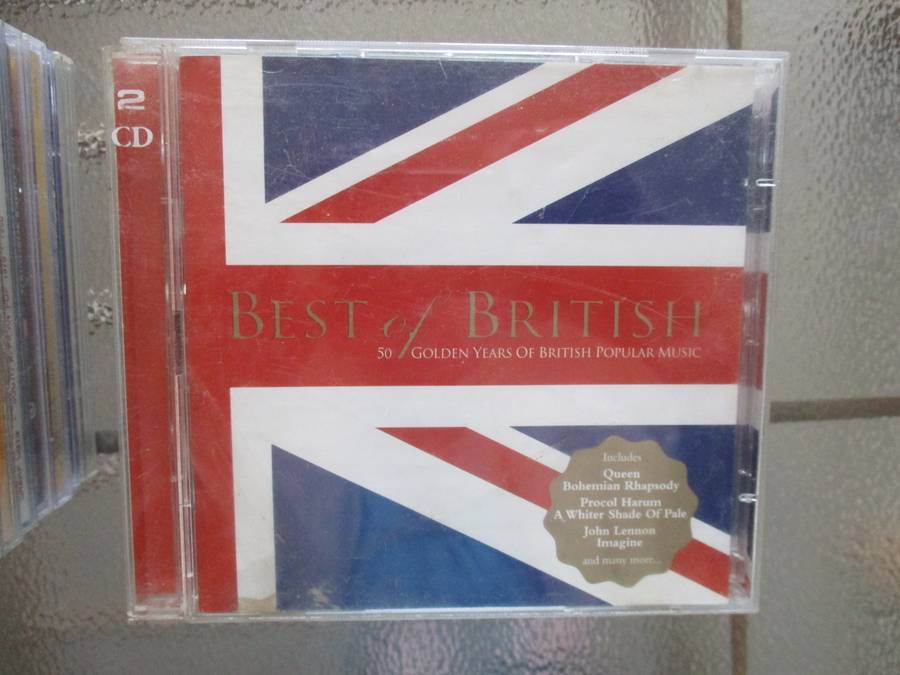 2
CD
BEST of BRITISH
50 GOLDEN YEARS OF BRITISH POPULAR MUSIC
Includes
Queen
Bohemian Rhapsody
Procol Harum
A Whiter Shade Of Pale
John Lennon
Imagine
and many more...